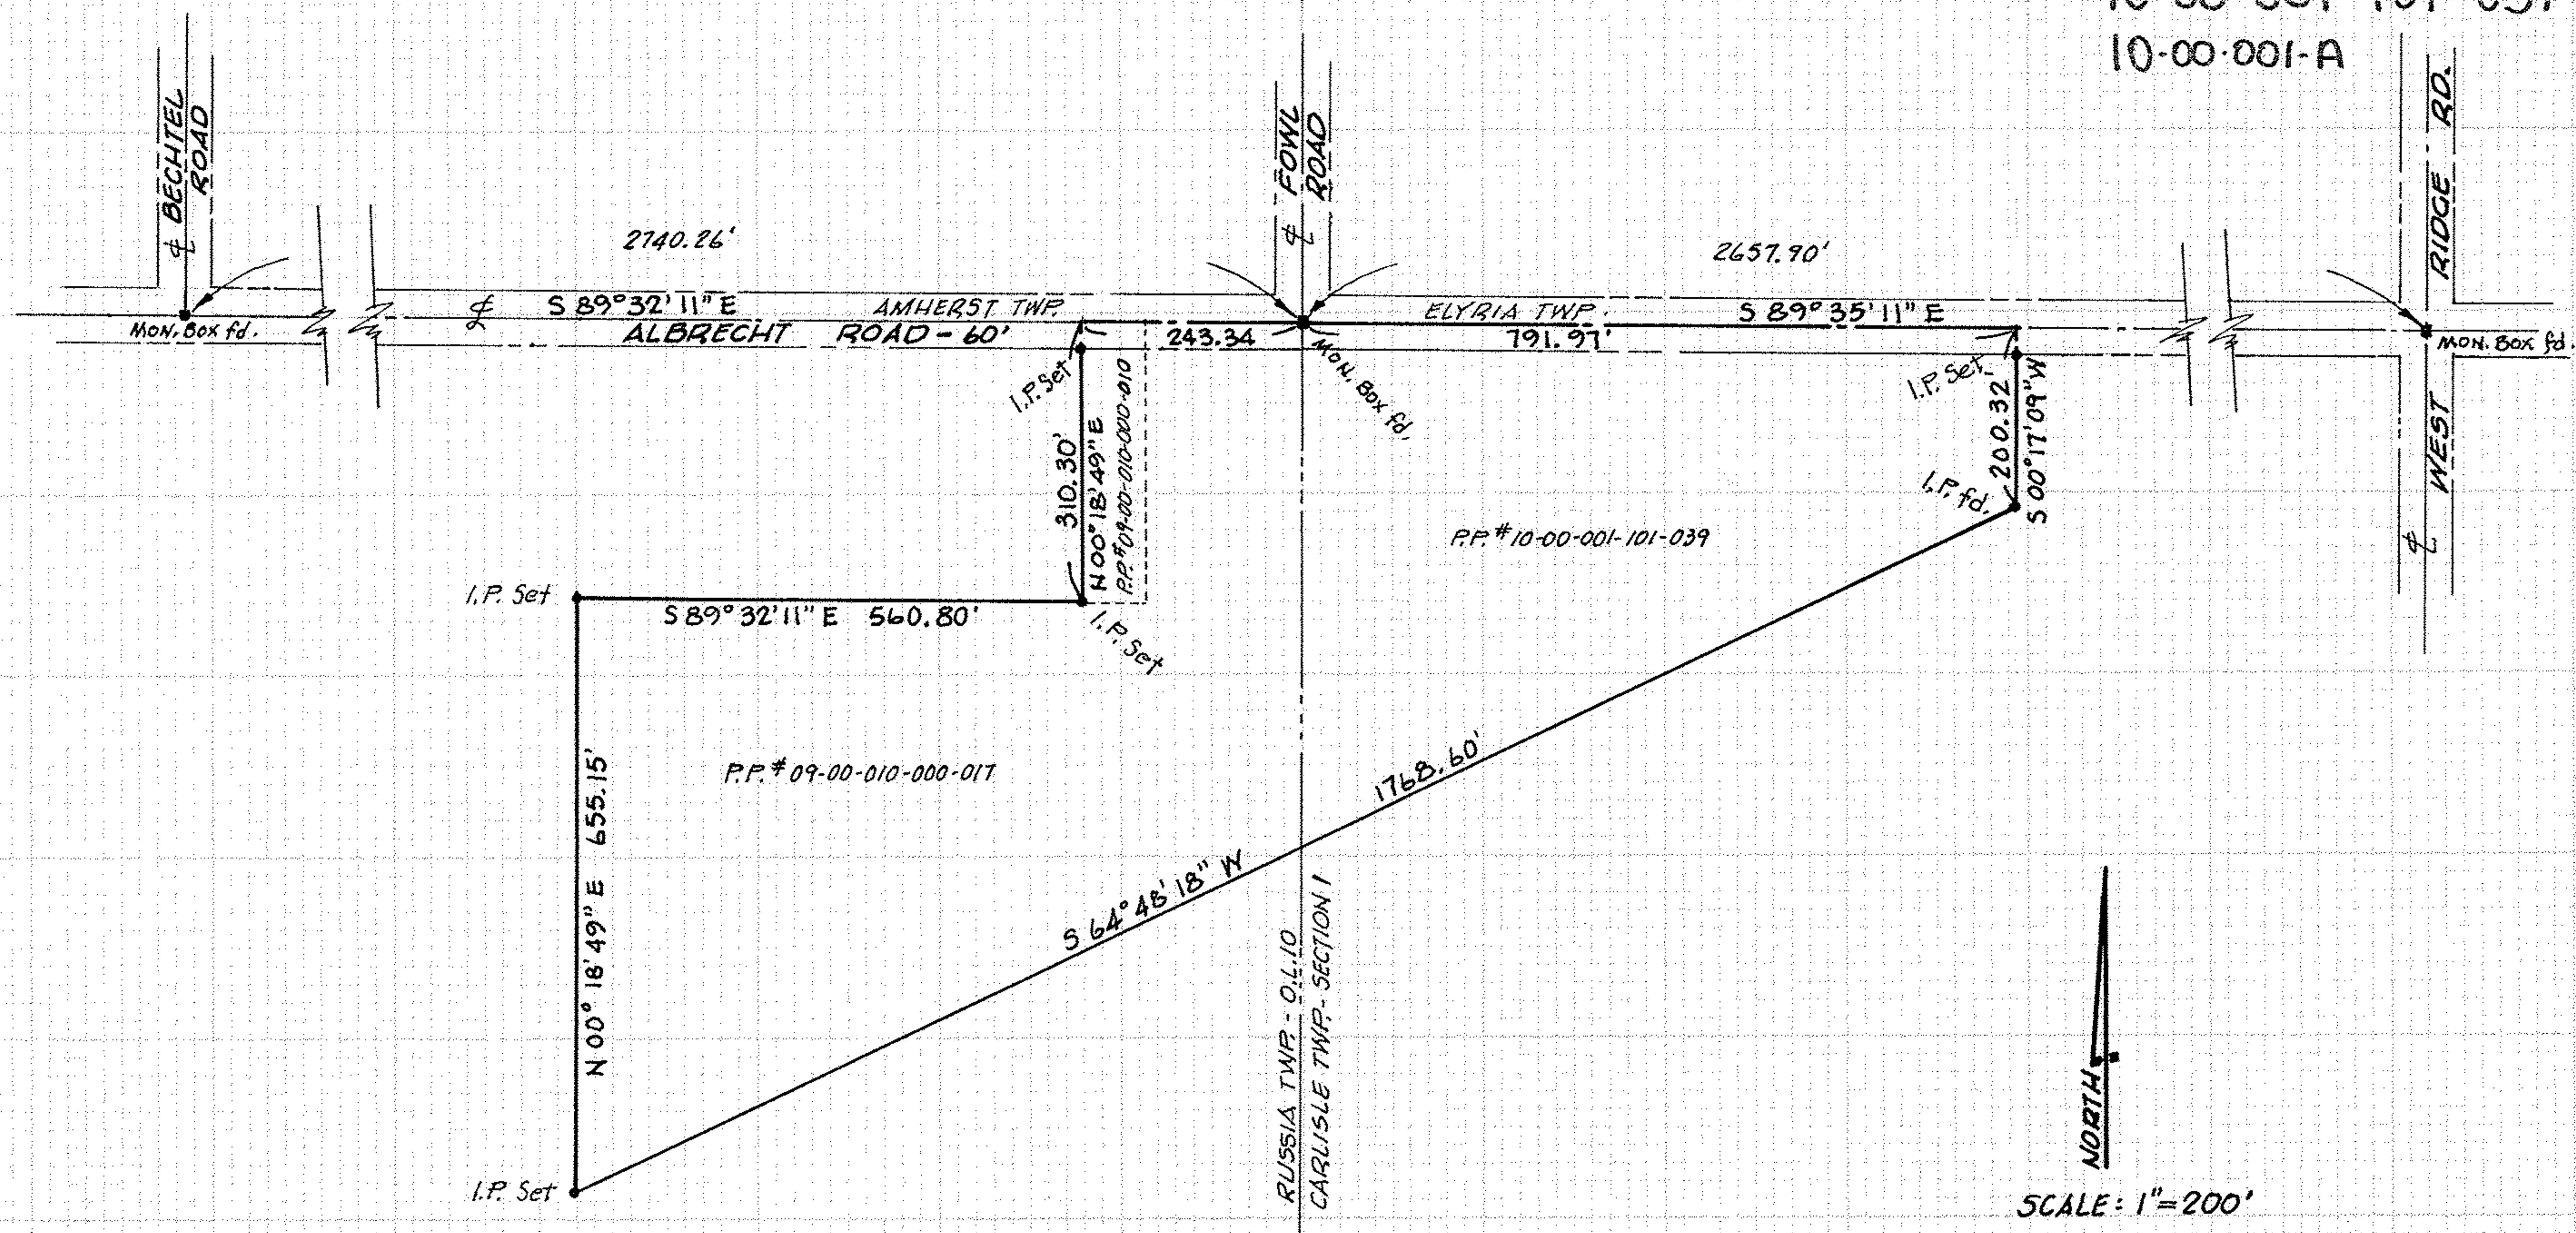 10-00-001-A
℄ BECHTEL
ROAD
℄ FOWL
ROAD
RIDGE RD.
WEST
℄
2740.26'
2657.90'
MON. Box fd.
℄
S 89° 32' 11" E
AMHERST TWP.
ALBRECHT ROAD - 60'
243.34
MON. Box fd.
ELYRIA TWP.
S 89° 35' 11" E
791.97'
MON. Box fd.
I.P. Set
310.30'
N 00° 18' 49" E
P.P.# 09-00-010-000-010
I.P. Set
200.32
S 00° 17' 09" W
I.P. fd.
P.P.# 10-00-001-101-039
I.P. Set
S 89° 32' 11" E 560.80'
I.P. Set
N 00° 18' 49" E 655.15'
P.P.# 09-00-010-000-017
1768.60'
S 64° 48' 18" W
I.P. Set
RUSSIA TWP. - O.L. 10
CARLISLE TWP. - SECTION 1
NORTH
SCALE: 1"=200'